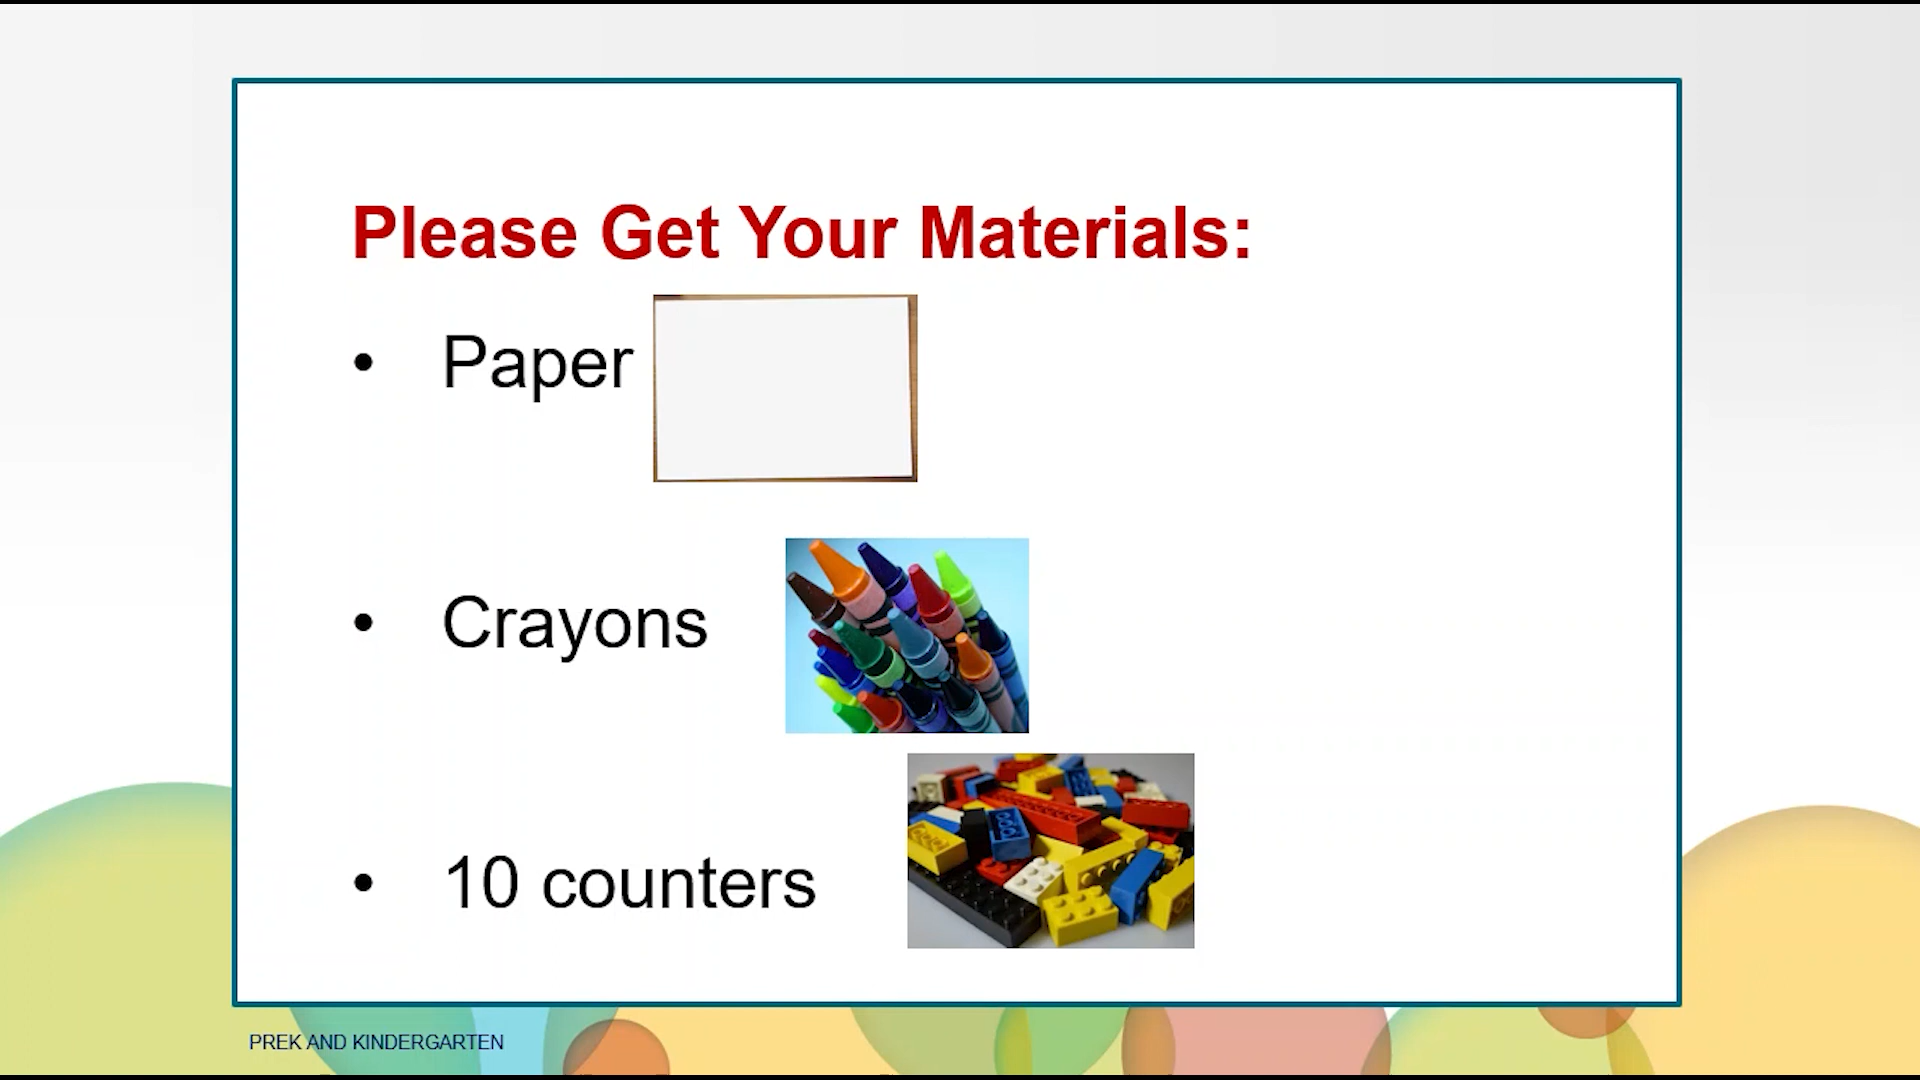 Please Get Your Materials:
• Paper
• Crayons
• 10 counters
PREK AND KINDERGARTEN